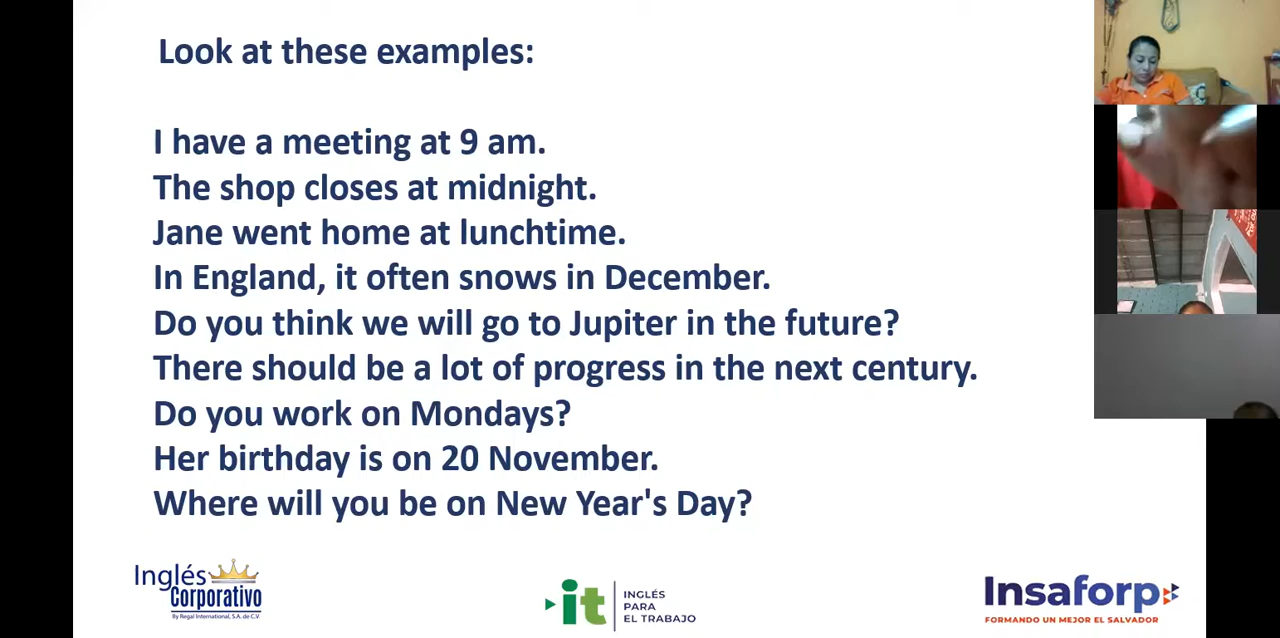 Look at these examples:
I have a meeting at 9 am.
The shop closes at midnight.
Jane went home at lunchtime.
In England, it often snows in December.
Do you think we will go to Jupiter in the future?
There should be a lot of progress in the next century.
Do you work on Mondays?
Her birthday is on 20 November.
Where will you be on New Year's Day?
Inglés
Corporativo
By Regal International, S.A. de C.V.
it
INGLÉS
PARA
EL TRABAJO
Insaforp
FORMANDO UN MEJOR EL SALVADOR